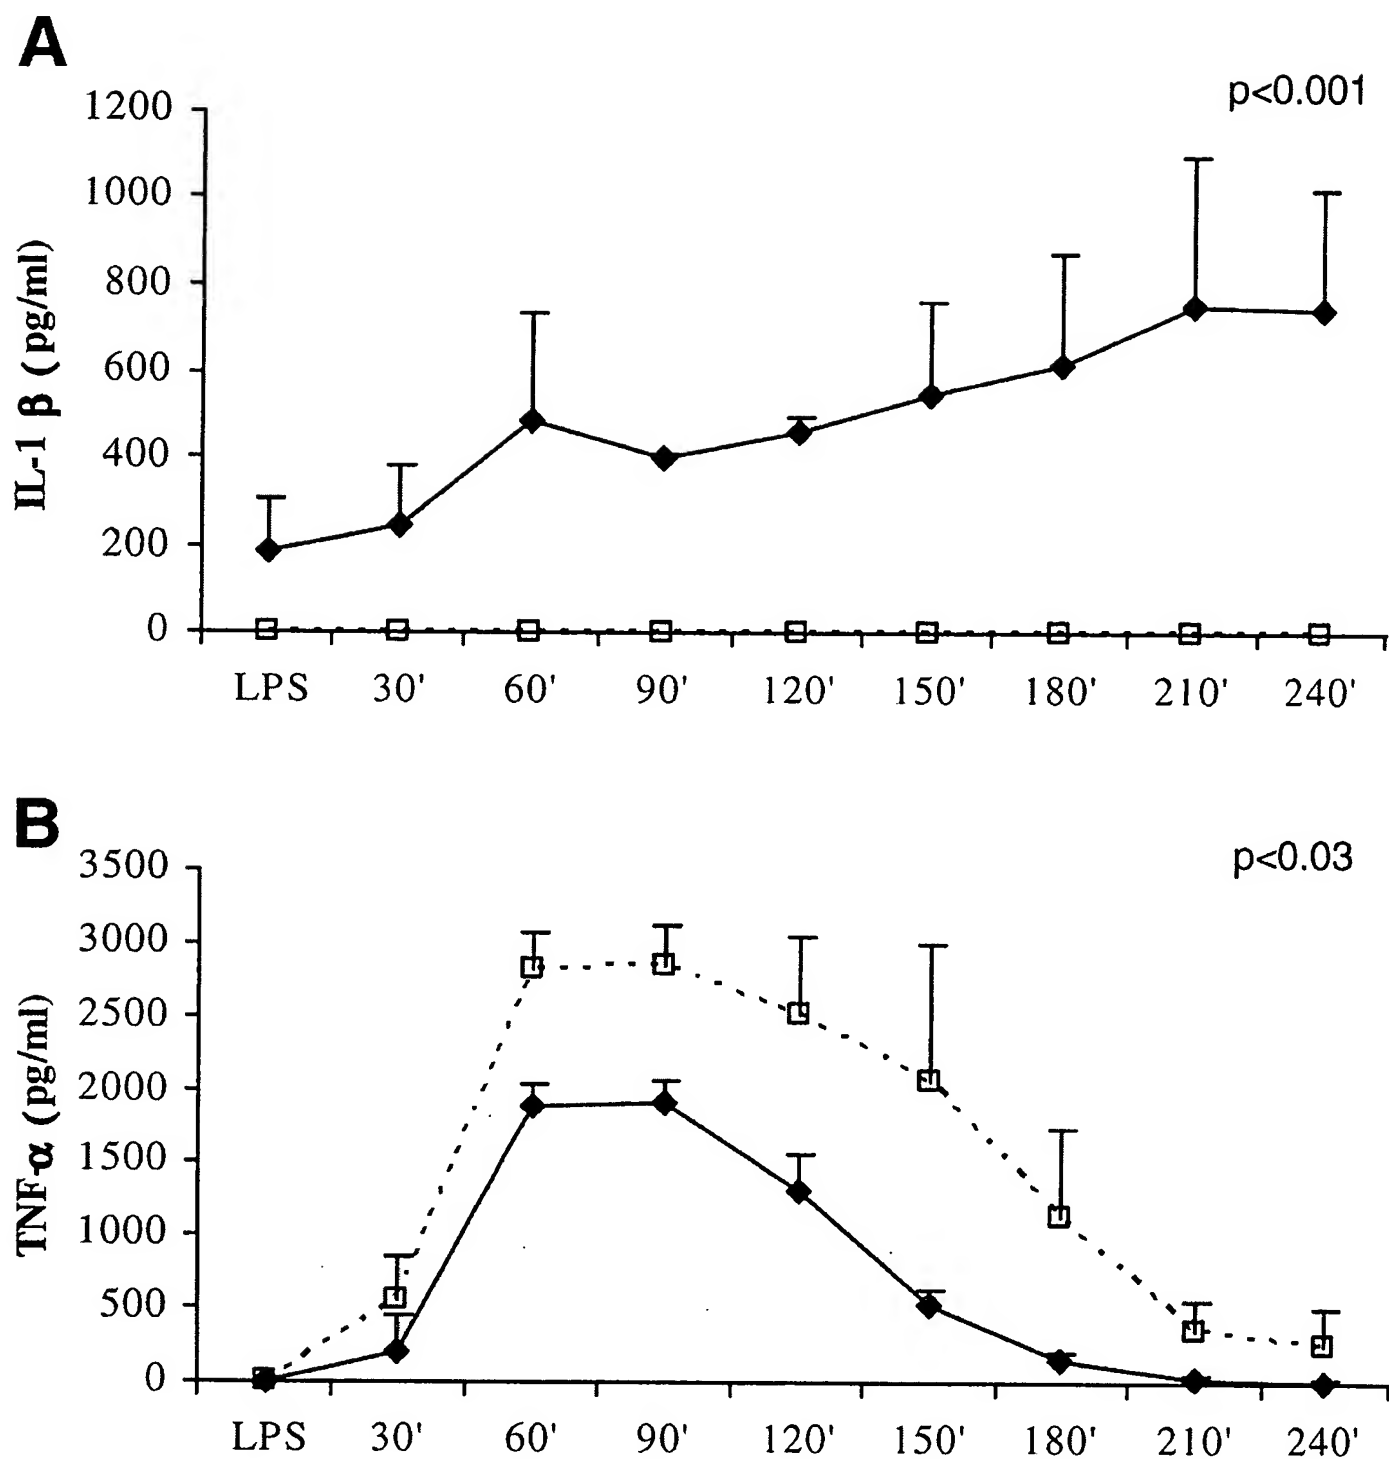 A
p<0.001
1200
1000
800
600
400
200
0
IL-1 β (pg/ml)
LPS 30' 60' 90' 120' 150' 180' 210' 240'
B
p<0.03
3500
3000
2500
2000
1500
1000
500
0
TNF-α (pg/ml)
LPS 30' 60' 90' 120' 150' 180' 210' 240'